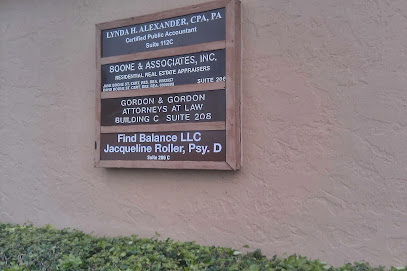 LYNDA H. ALEXANDER, CPA, PA
Certified Public Accountant
Suite 112C
BOONE & ASSOCIATES, INC.
RESIDENTIAL REAL ESTATE APPRAISERS
SUITE 206
GORDON & GORDON
ATTORNEYS AT LAW
BUILDING C SUITE 208
Find Balance LLC
Jacqueline Roller, Psy. D